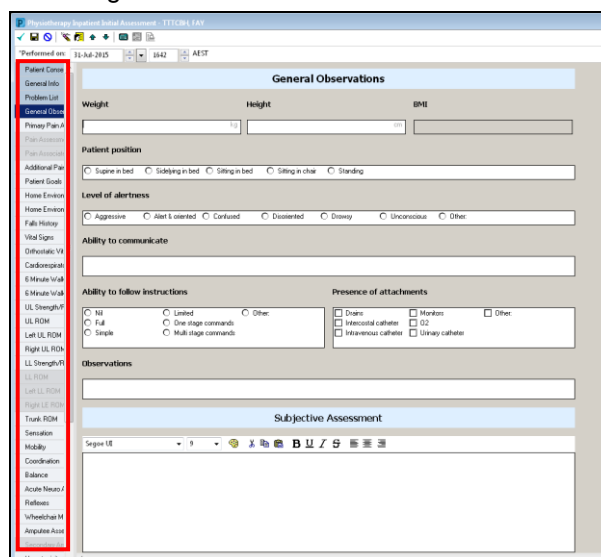 Physiotherapy Inpatient Initial Assessment - TTTCRH, FAY
*Performed on: 31-Jul-2015 1642 AEST
Patient Conse
General Info
Problem List
General Obser
Primary Pain A
Pain Assessm
Pain Associat
Additional Pain
Patient Goals
Home Environ
Home Environ
Falls History
Vital Signs
Orthostatic Vit
Cardiorespirato
6 Minute Walk
6 Minute Walk
UL Strength/R
UL ROM
Left UL ROM
Right UL ROM
LL Strength/R
LL ROM
Left LL ROM
Right LL ROM
Trunk ROM
Sensation
Mobility
Coordination
Balance
Acute Neuro A
Reflexes
Wheelchair M
Amputee Asse
General Observations
Weight Height BMI
kg cm
Patient position
Supine in bed Sidelying in bed Sitting in bed Sitting in chair Standing
Level of alertness
Aggressive Alert & oriented Confused Disoriented Drowsy Unconscious Other:
Ability to communicate
Ability to follow instructions Presence of attachments
Nil Limited Other: Drains Monitors Other:
Full One stage commands Intercostal catheter O2
Simple Multi stage commands Intravenous catheter Urinary catheter
Observations
Subjective Assessment
Segoe UI 9 B U I S